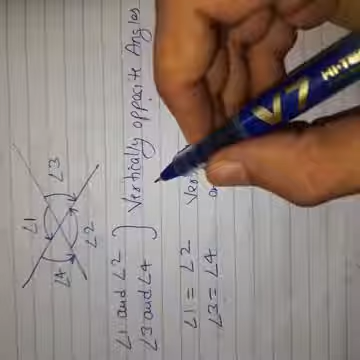 ∠1
∠3
∠4
∠2
∠1 and ∠2
∠3 and ∠4
} Vertically opposite Angles
∠1 = ∠2
∠3 = ∠4
V7